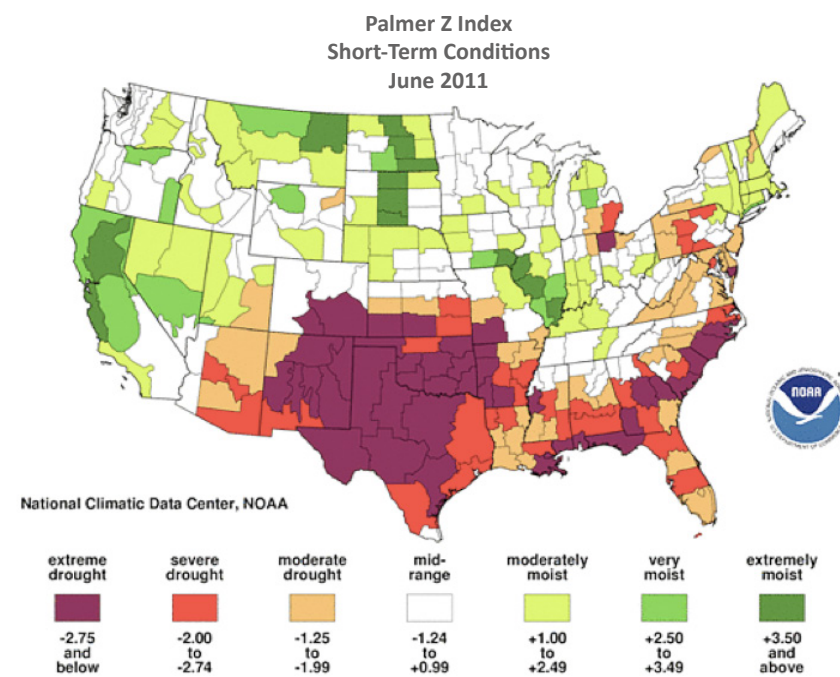 Palmer Z Index
Short-Term Conditions
June 2011
NOAA
National Climatic Data Center, NOAA
extreme drought
severe drought
moderate drought
mid-range
moderately moist
very moist
extremely moist
-2.75 and below
-2.00 to -2.74
-1.25 to -1.99
-1.24 to +0.99
+1.00 to +2.49
+2.50 to +3.49
+3.50 and above